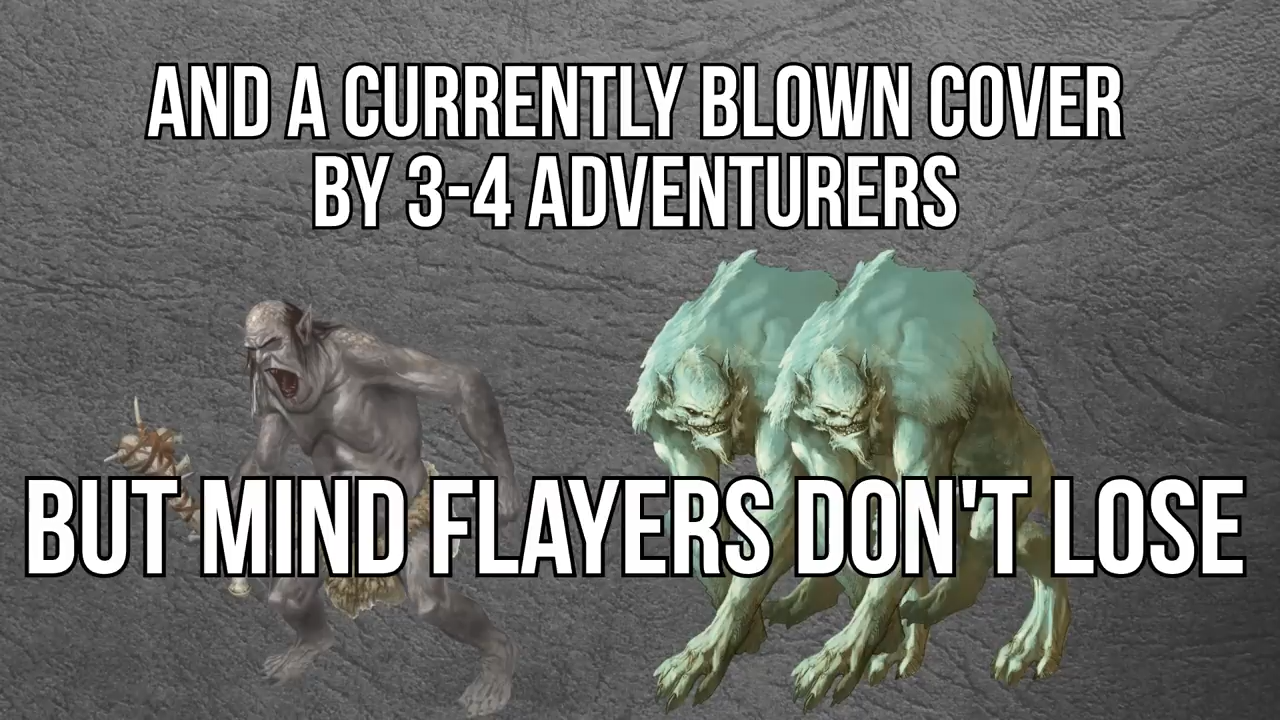 AND A CURRENTLY BLOWN COVER
BY 3-4 ADVENTURERS
BUT MIND FLAYERS DON'T LOSE